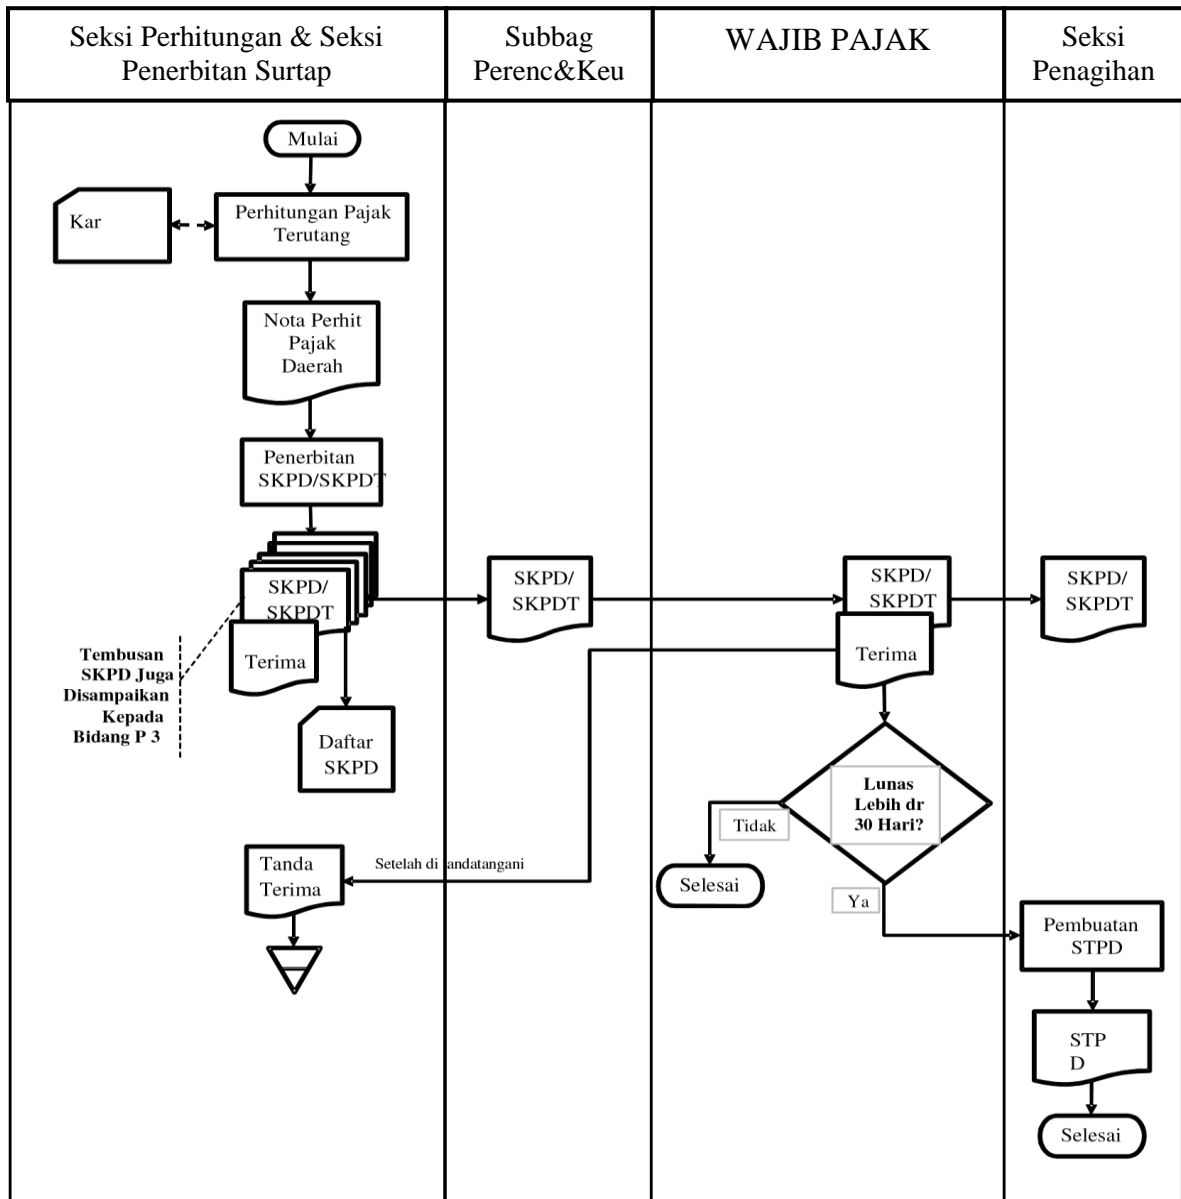 Seksi Perhitungan & Seksi
Penerbitan Surtap
Subbag
Perenc&Keu
WAJIB PAJAK
Seksi
Penagihan
Mulai
Kar
Perhitungan Pajak
Terutang
Nota Perhit
Pajak
Daerah
Penerbitan
SKPD/SKPDT
SKPD/
SKPDT
Terima
SKPD/
SKPDT
SKPD/
SKPDT
Terima
SKPD/
SKPDT
Tembusan
SKPD Juga
Disampaikan
Kepada
Bidang P 3
Daftar
SKPD
Lunas
Lebih dr
30 Hari?
Tidak
Selesai
Ya
Tanda
Terima
Setelah di tandatangani
Pembuatan
STPD
STP
D
Selesai